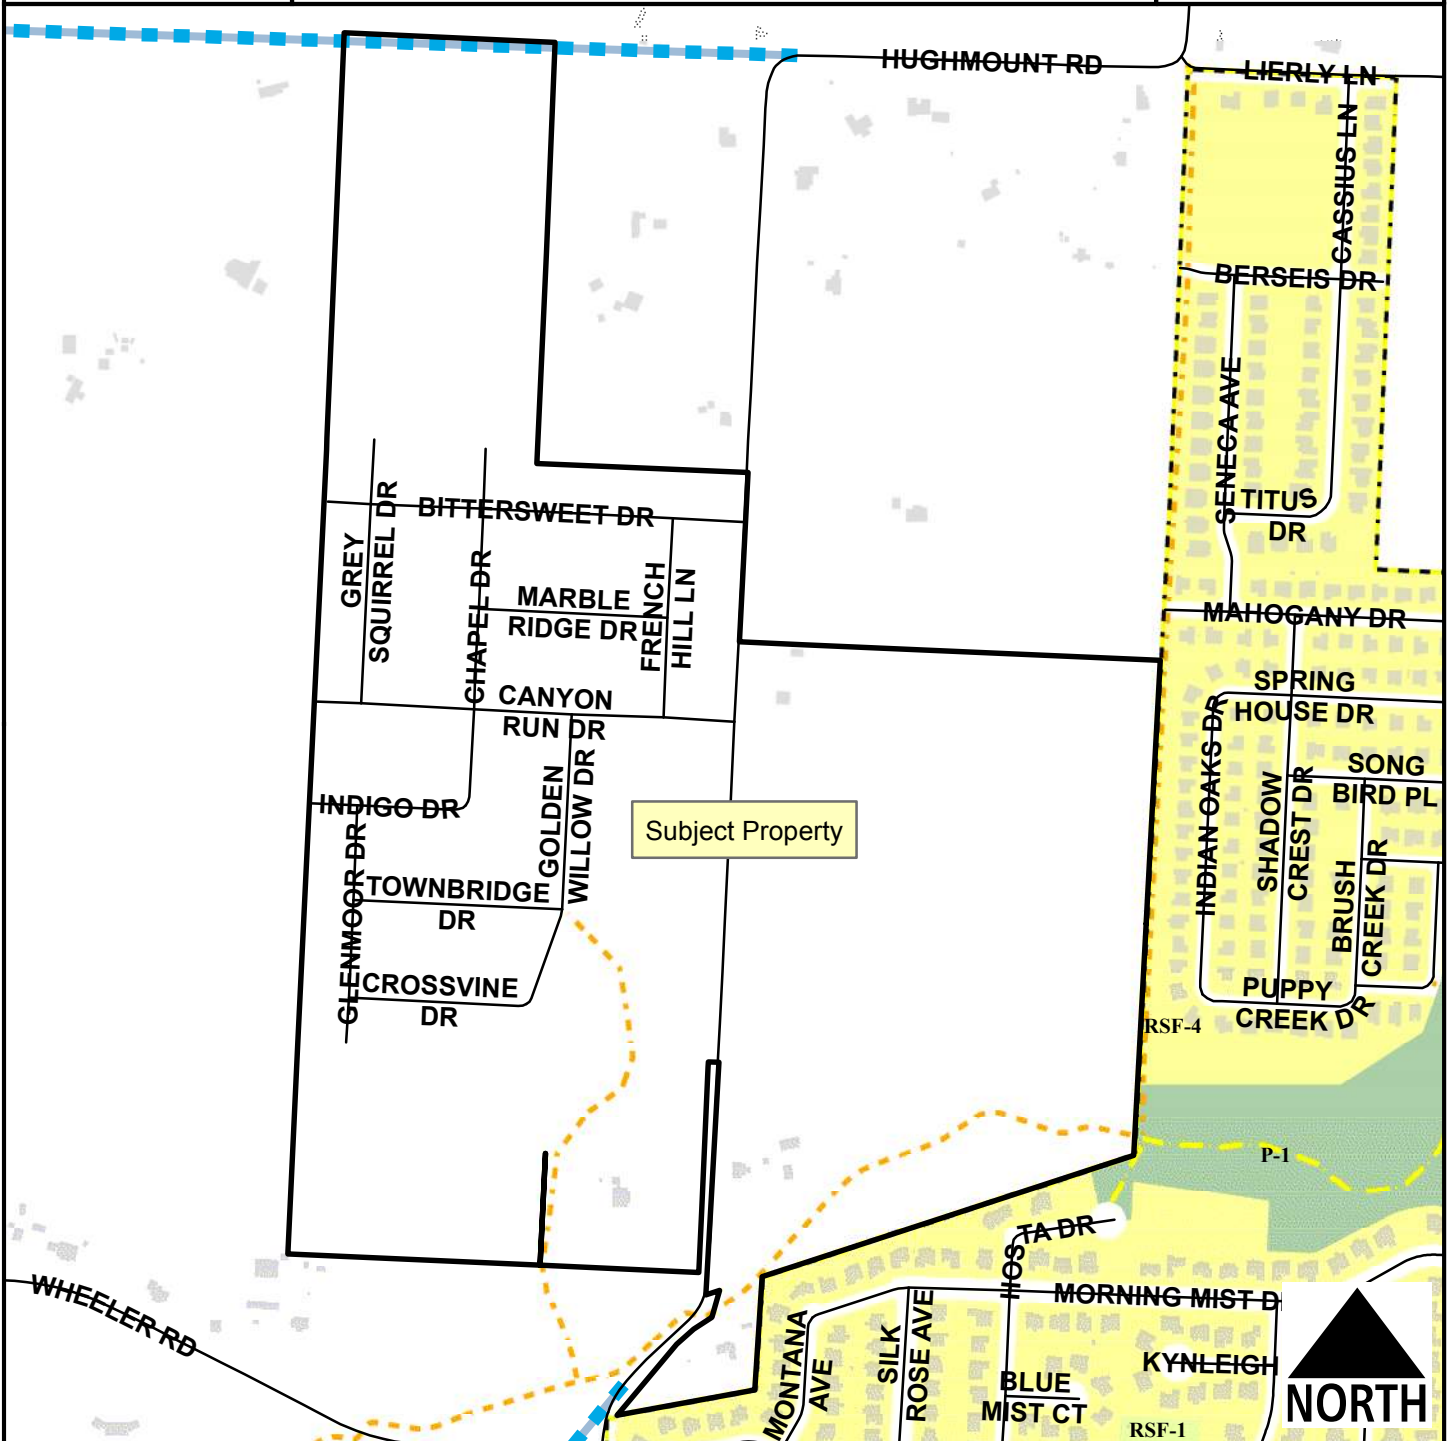 HUGHMOUNT RD
LIERLY LN
CASSIUS LN
BERSEIS DR
SENECA AVE
TITUS
DR
BITTERSWEET DR
GREY
SQUIRREL DR
CHAPEL DR
MARBLE
RIDGE DR
FRENCH
HILL LN
MAHOGANY DR
CANYON
RUN DR
SPRING
HOUSE DR
INDIAN OAKS DR
SHADOW
CREST DR
SONG
BIRD PL
BRUSH
CREEK DR
INDIGO DR
GOLDEN
WILLOW DR
Subject Property
GLENMOOR DR
TOWNBRIDGE
DR
CROSSVINE
DR
PUPPY
CREEK DR
RSF-4
P-1
HOSTA DR
WHEELER RD
MORNING MIST D
MONTANA
AVE
SILK
ROSE AVE
BLUE
MIST CT
KYNLEIGH
RSF-1
NORTH